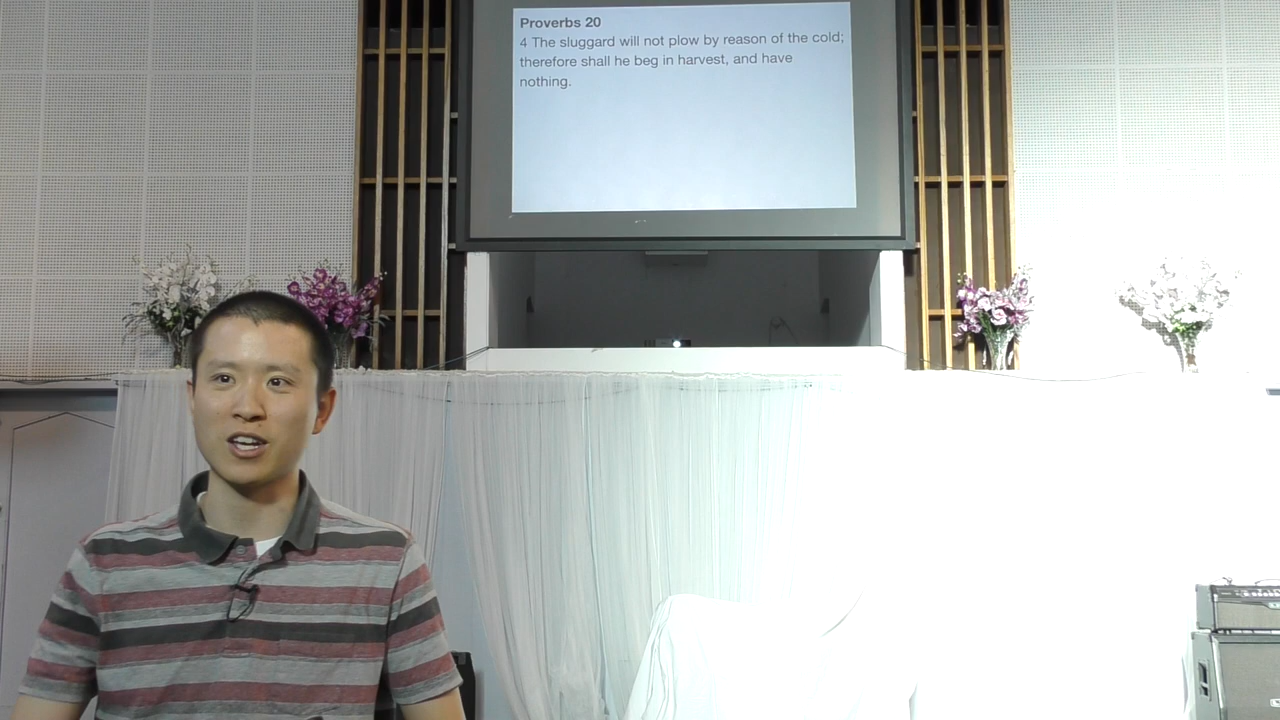 Proverbs 20
4 The sluggard will not plow by reason of the cold;
therefore shall he beg in harvest, and have
nothing.